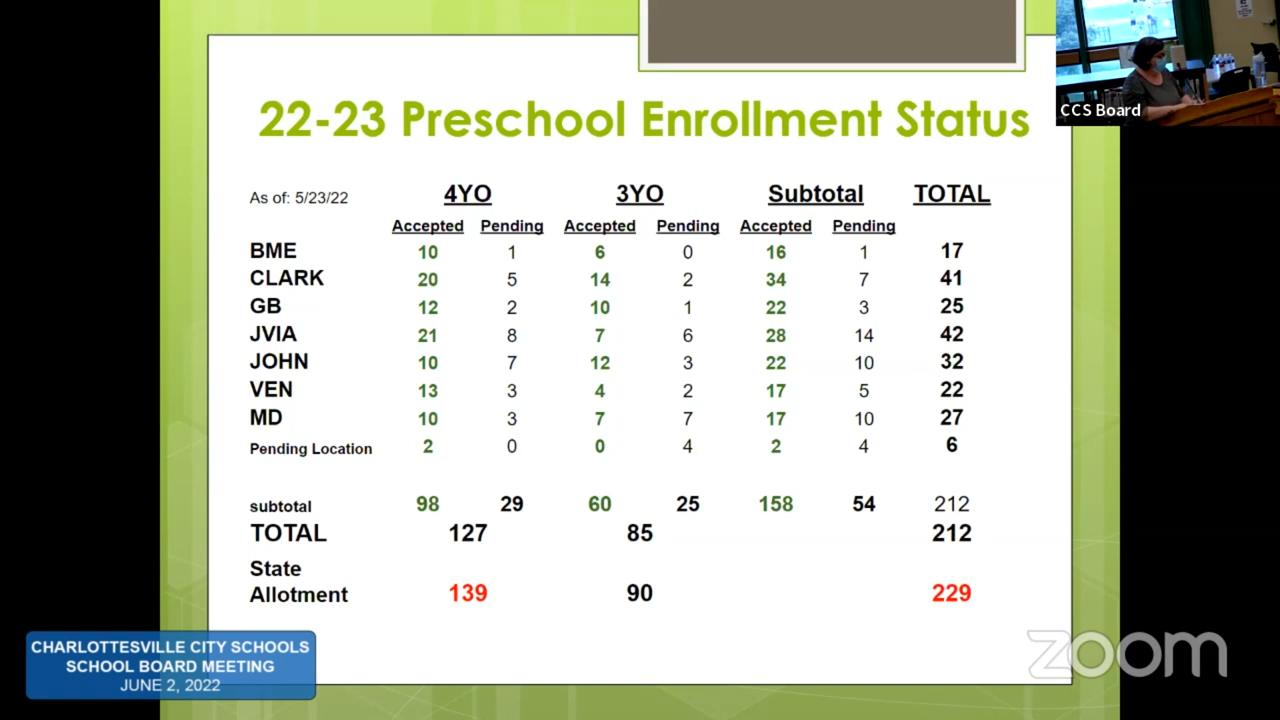 CCS Board
22-23 Preschool Enrollment Status
As of: 5/23/22 4YO 3YO Subtotal TOTAL
Accepted Pending Accepted Pending Accepted Pending
BME 10 1 6 0 16 1 17
CLARK 20 5 14 2 34 7 41
GB 12 2 10 1 22 3 25
JVIA 21 8 7 6 28 14 42
JOHN 10 7 12 3 22 10 32
VEN 13 3 4 2 17 5 22
MD 10 3 7 7 17 10 27
Pending Location 2 0 0 4 2 4 6
subtotal 98 29 60 25 158 54 212
TOTAL 127 85 212
State
Allotment 139 90 229
CHARLOTTESVILLE CITY SCHOOLS
SCHOOL BOARD MEETING
JUNE 2, 2022
zoom